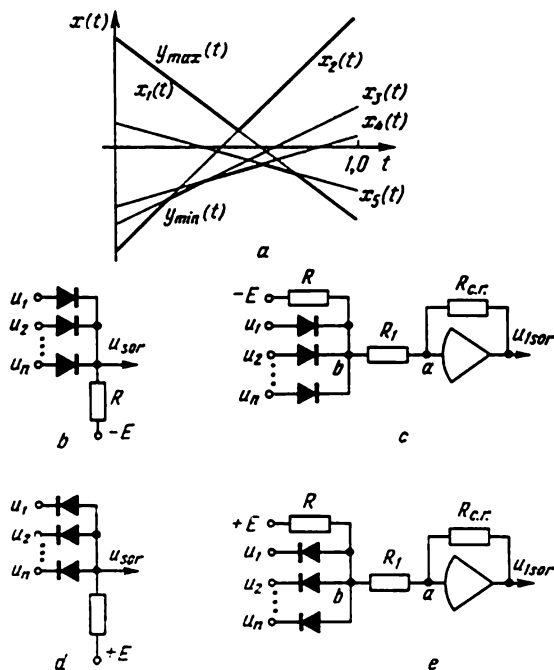 x(t)
y_max(t)
x_1(t)
x_2(t)
x_3(t)
x_4(t)
1,0 t
x_5(t)
y_min(t)
a
u_1
u_2
u_n
u_sor
R
-E
b
-E
R
u_1
u_2
u_n
b
R_1
a
R_c.r.
u_1sor
c
u_1
u_2
u_n
u_sor
+E
d
+E
R
u_1
u_2
u_n
b
R_1
a
R_c.r.
u_1sor
e